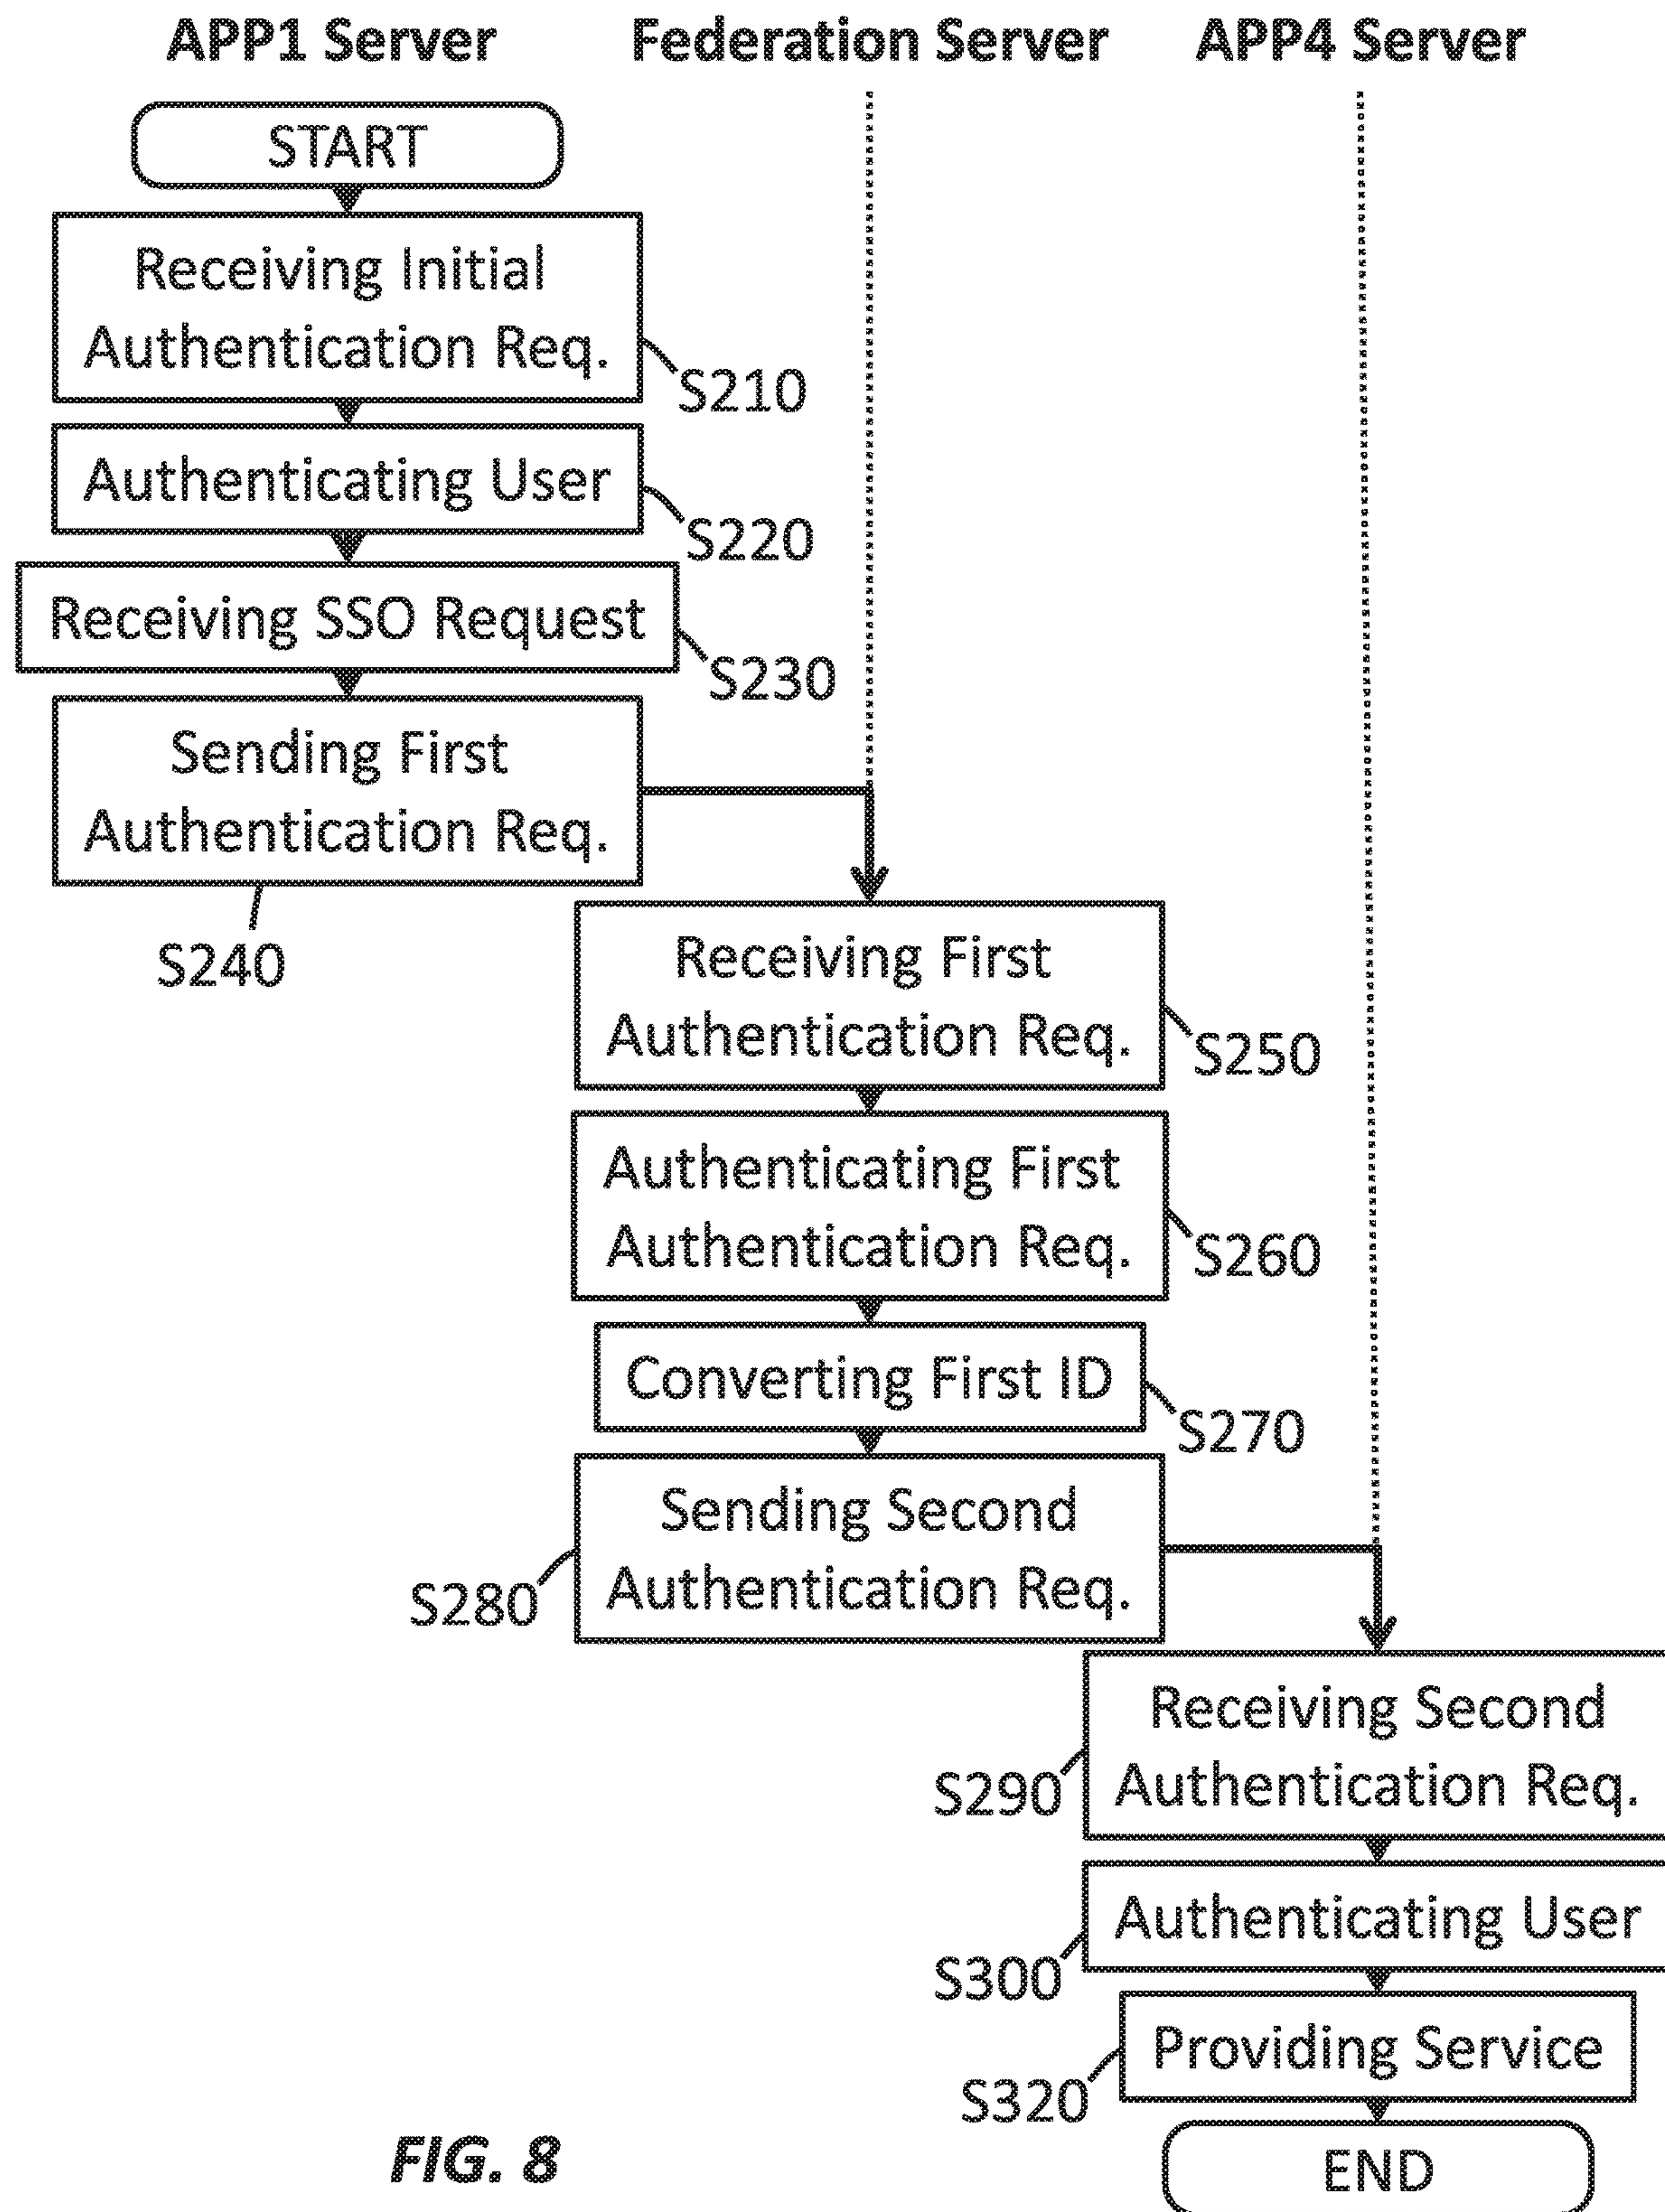 APP1 Server
Federation Server
APP4 Server
START
Receiving Initial
Authentication Req.
S210
Authenticating User
S220
Receiving SSO Request
S230
Sending First
Authentication Req.
S240
Receiving First
Authentication Req.
S250
Authenticating First
Authentication Req.
S260
Converting First ID
S270
Sending Second
Authentication Req.
S280
Receiving Second
Authentication Req.
S290
Authenticating User
S300
Providing Service
S320
END
FIG. 8